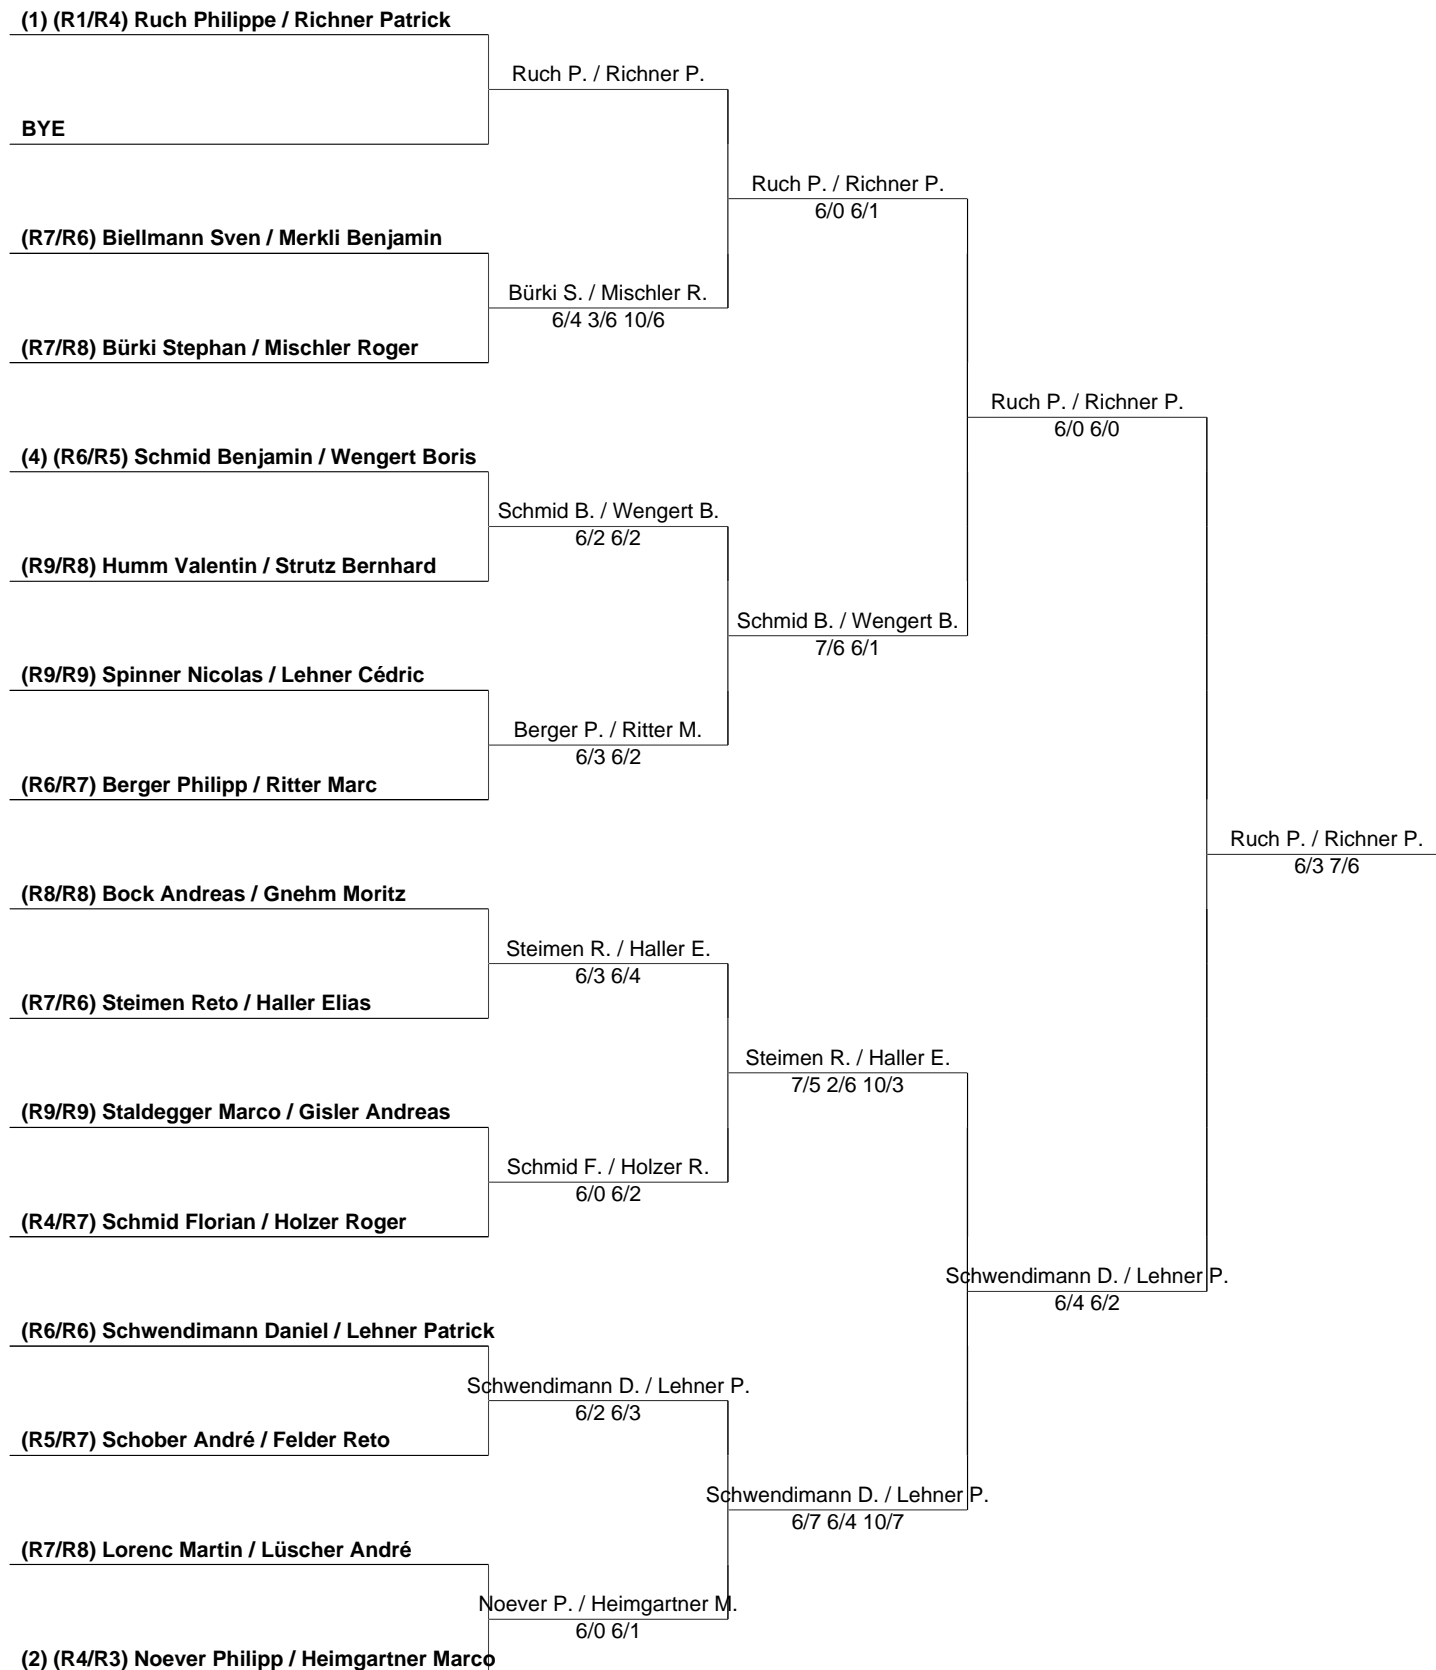 (1) (R1/R4) Ruch Philippe / Richner Patrick
Ruch P. / Richner P.
BYE
Ruch P. / Richner P.
6/0 6/1
(R7/R6) Biellmann Sven / Merkli Benjamin
Bürki S. / Mischler R.
6/4 3/6 10/6
(R7/R8) Bürki Stephan / Mischler Roger
Ruch P. / Richner P.
6/0 6/0
(4) (R6/R5) Schmid Benjamin / Wengert Boris
Schmid B. / Wengert B.
6/2 6/2
(R9/R8) Humm Valentin / Strutz Bernhard
Schmid B. / Wengert B.
7/6 6/1
(R9/R9) Spinner Nicolas / Lehner Cédric
Berger P. / Ritter M.
6/3 6/2
(R6/R7) Berger Philipp / Ritter Marc
Ruch P. / Richner P.
6/3 7/6
(R8/R8) Bock Andreas / Gnehm Moritz
Steimen R. / Haller E.
6/3 6/4
(R7/R6) Steimen Reto / Haller Elias
Steimen R. / Haller E.
7/5 2/6 10/3
(R9/R9) Staldegger Marco / Gisler Andreas
Schmid F. / Holzer R.
6/0 6/2
(R4/R7) Schmid Florian / Holzer Roger
Schwendimann D. / Lehner P.
6/4 6/2
(R6/R6) Schwendimann Daniel / Lehner Patrick
Schwendimann D. / Lehner P.
6/2 6/3
(R5/R7) Schober André / Felder Reto
Schwendimann D. / Lehner P.
6/7 6/4 10/7
(R7/R8) Lorenc Martin / Lüscher André
Noever P. / Heimgartner M.
6/0 6/1
(2) (R4/R3) Noever Philipp / Heimgartner Marco